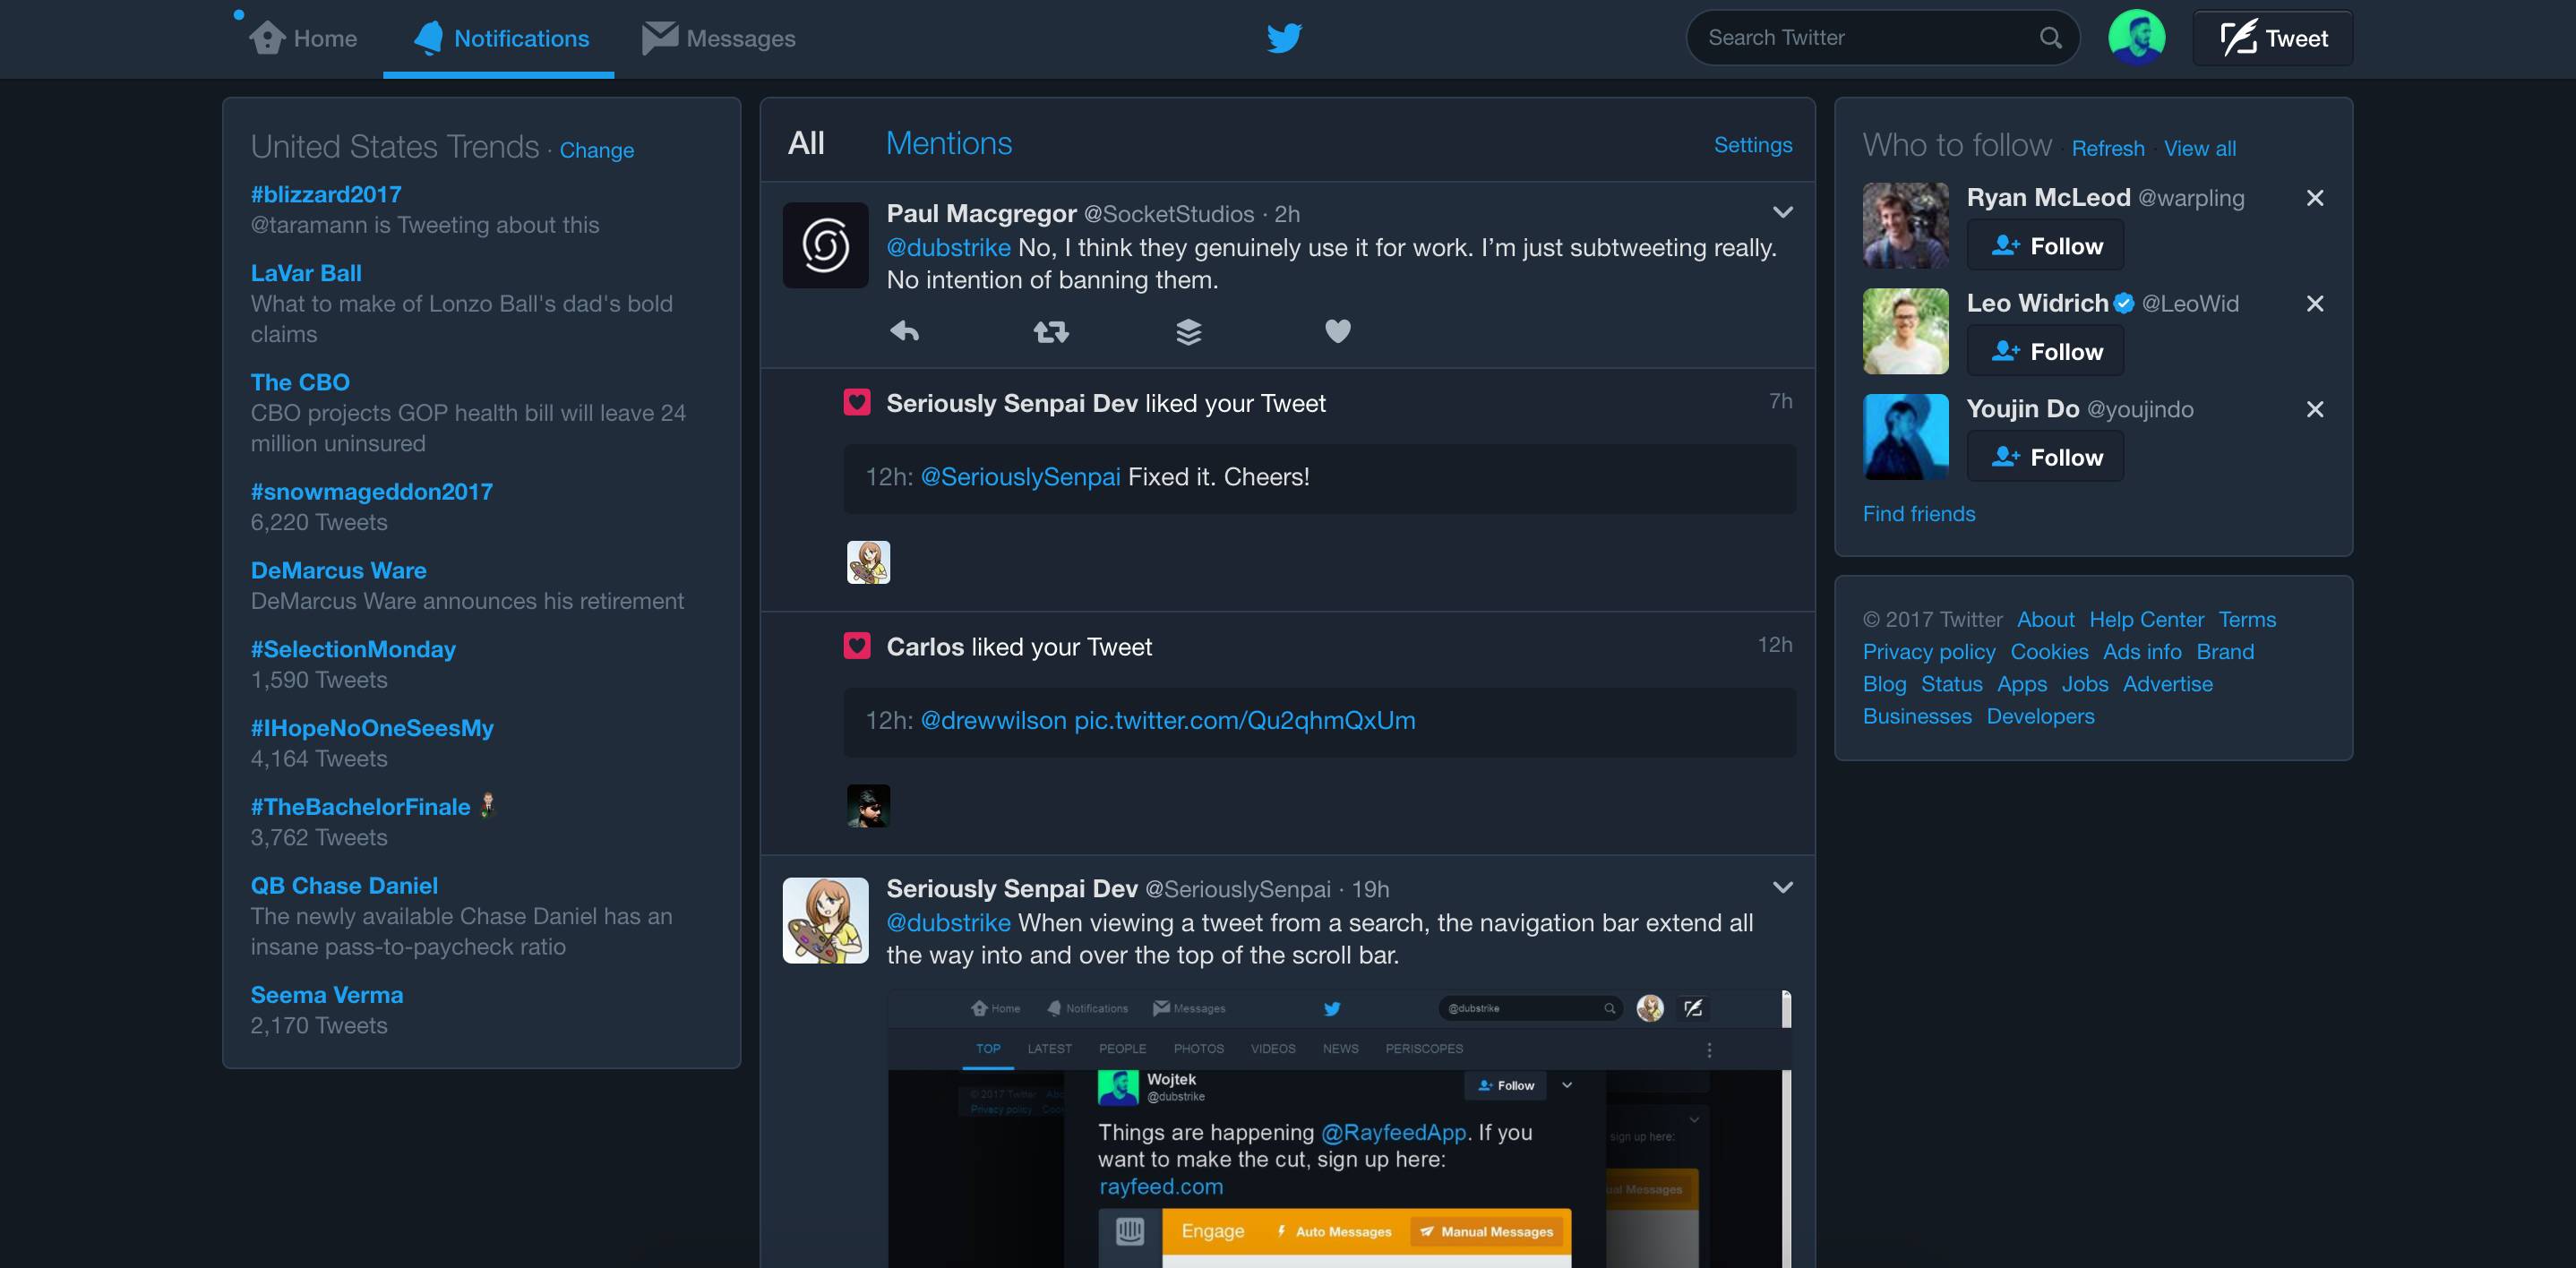 Home
Notifications
Messages
Search Twitter
Tweet
United States Trends · Change
#blizzard2017
@taramann is Tweeting about this
LaVar Ball
What to make of Lonzo Ball's dad's bold
claims
The CBO
CBO projects GOP health bill will leave 24
million uninsured
#snowmageddon2017
6,220 Tweets
DeMarcus Ware
DeMarcus Ware announces his retirement
#SelectionMonday
1,590 Tweets
#IHopeNoOneSeesMy
4,164 Tweets
#TheBachelorFinale
3,762 Tweets
QB Chase Daniel
The newly available Chase Daniel has an
insane pass-to-paycheck ratio
Seema Verma
2,170 Tweets
All
Mentions
Settings
Paul Macgregor @SocketStudios · 2h
@dubstrike No, I think they genuinely use it for work. I’m just subtweeting really.
No intention of banning them.
Seriously Senpai Dev liked your Tweet
7h
12h: @SeriouslySenpai Fixed it. Cheers!
Carlos liked your Tweet
12h
12h: @drewwilson pic.twitter.com/Qu2qhmQxUm
Seriously Senpai Dev @SeriouslySenpai · 19h
@dubstrike When viewing a tweet from a search, the navigation bar extend all
the way into and over the top of the scroll bar.
Home
Notifications
Messages
@dubstrike
TOP
LATEST
PEOPLE
PHOTOS
VIDEOS
NEWS
PERISCOPES
© 2017 Twitter
Privacy policy
Wojtek
@dubstrike
Follow
Things are happening @RayfeedApp. If you
want to make the cut, sign up here:
rayfeed.com
sign up here:
Messages
Engage
Auto Messages
Manual Messages
Who to follow · Refresh · View all
Ryan McLeod @warpling
Follow
Leo Widrich @LeoWid
Follow
Youjin Do @youjindo
Follow
Find friends
© 2017 Twitter About Help Center Terms
Privacy policy Cookies Ads info Brand
Blog Status Apps Jobs Advertise
Businesses Developers